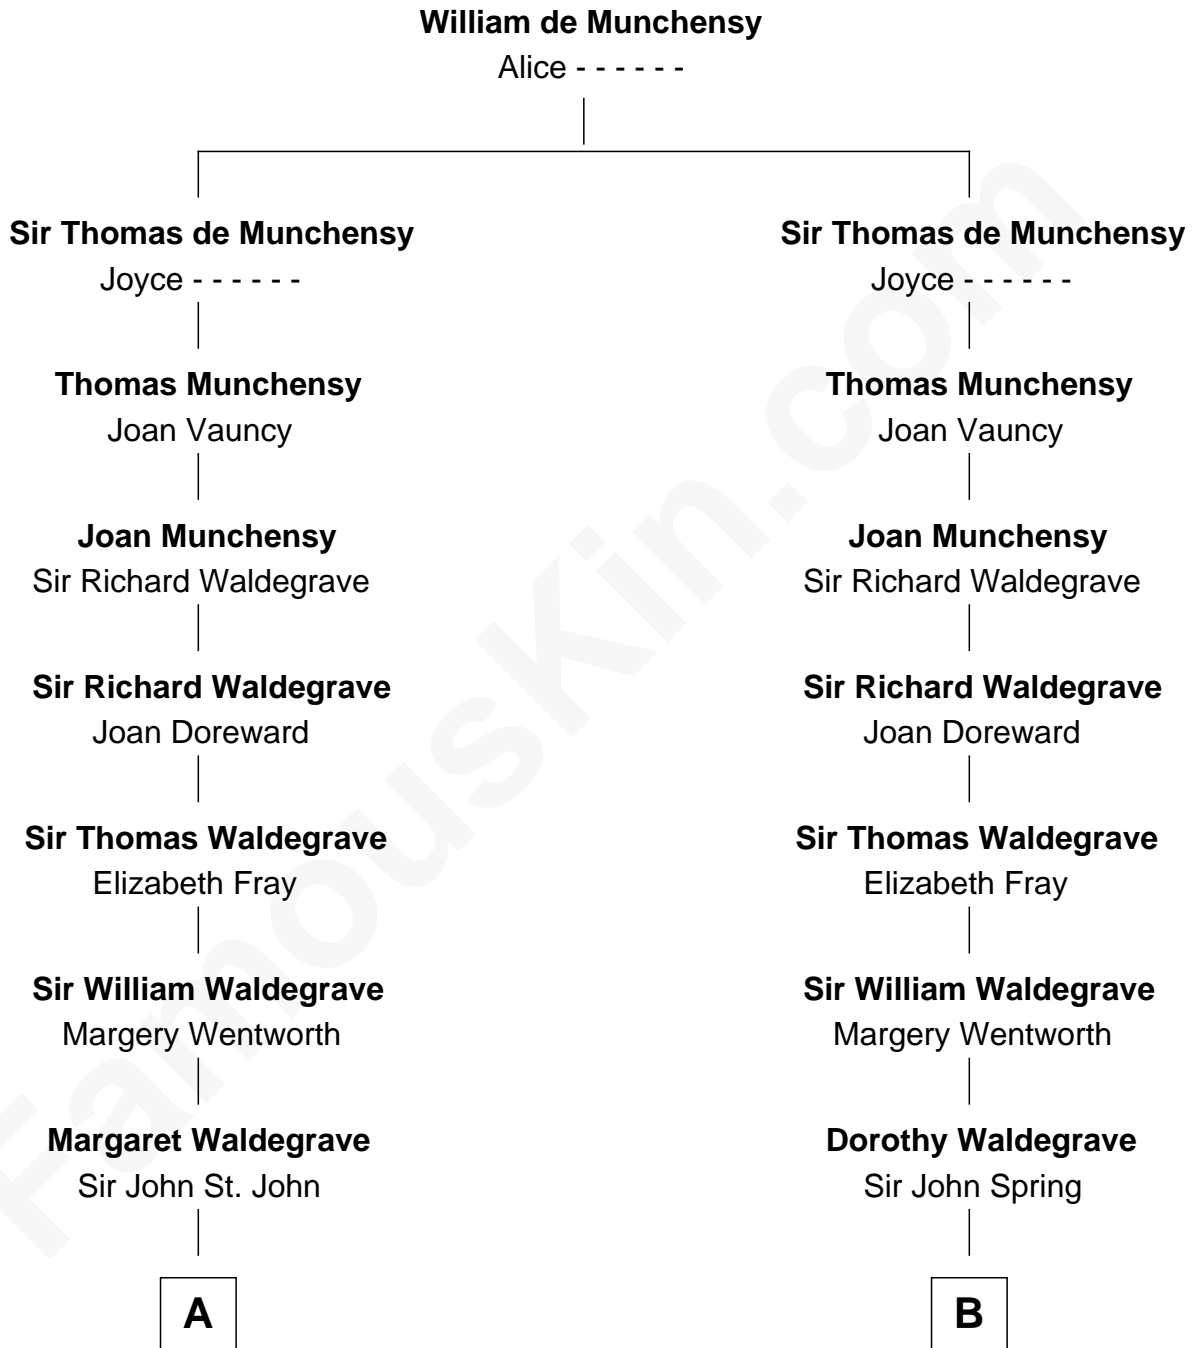 William de Munchensy
Alice - - - - - -
Sir Thomas de Munchensy
Joyce - - - - - -
Thomas Munchensy
Joan Vauncy
Joan Munchensy
Sir Richard Waldegrave
Sir Richard Waldegrave
Joan Doreward
Sir Thomas Waldegrave
Elizabeth Fray
Sir William Waldegrave
Margery Wentworth
Margaret Waldegrave
Sir John St. John
A
Sir Thomas de Munchensy
Joyce - - - - - -
Thomas Munchensy
Joan Vauncy
Joan Munchensy
Sir Richard Waldegrave
Sir Richard Waldegrave
Joan Doreward
Sir Thomas Waldegrave
Elizabeth Fray
Sir William Waldegrave
Margery Wentworth
Dorothy Waldegrave
Sir John Spring
B
FamousKin.com